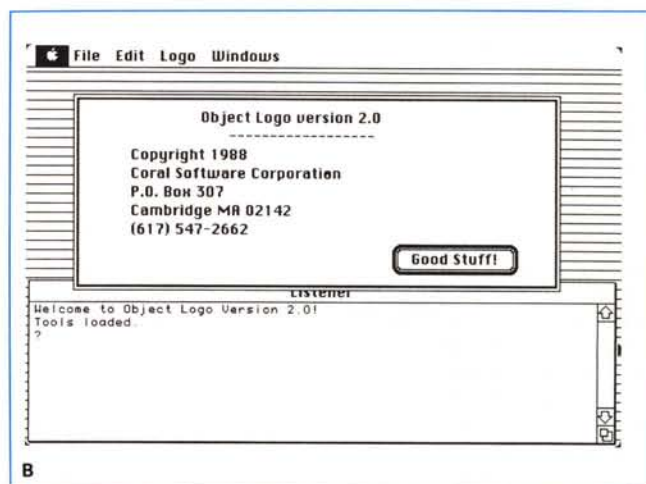 File Edit Logo Windows
Object Logo version 2.0
------------------
Copyright 1988
Coral Software Corporation
P.O. Box 307
Cambridge MA 02142
(617) 547-2662
Good Stuff!
Listener
Welcome to Object Logo Version 2.0!
Tools loaded.
?
B